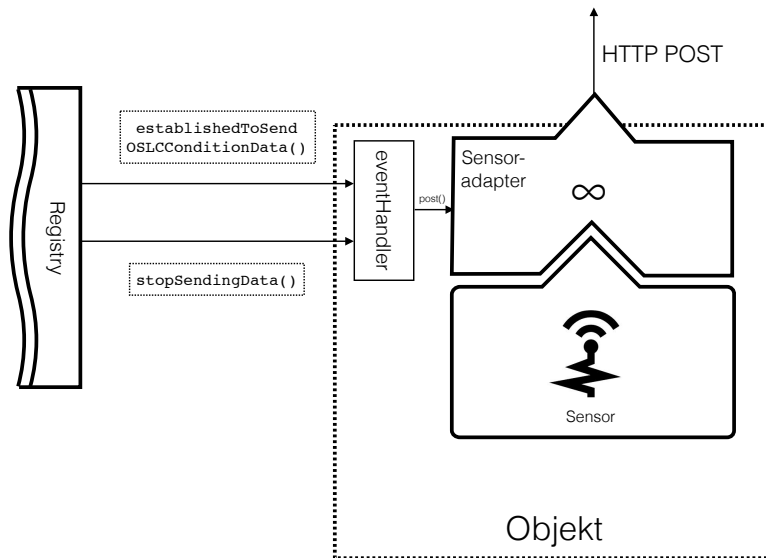 HTTP POST
establishedToSend
OSLCConditionData()
Registry
stopSendingData()
eventHandler
post()
Sensor-
adapter
∞
Sensor
Objekt